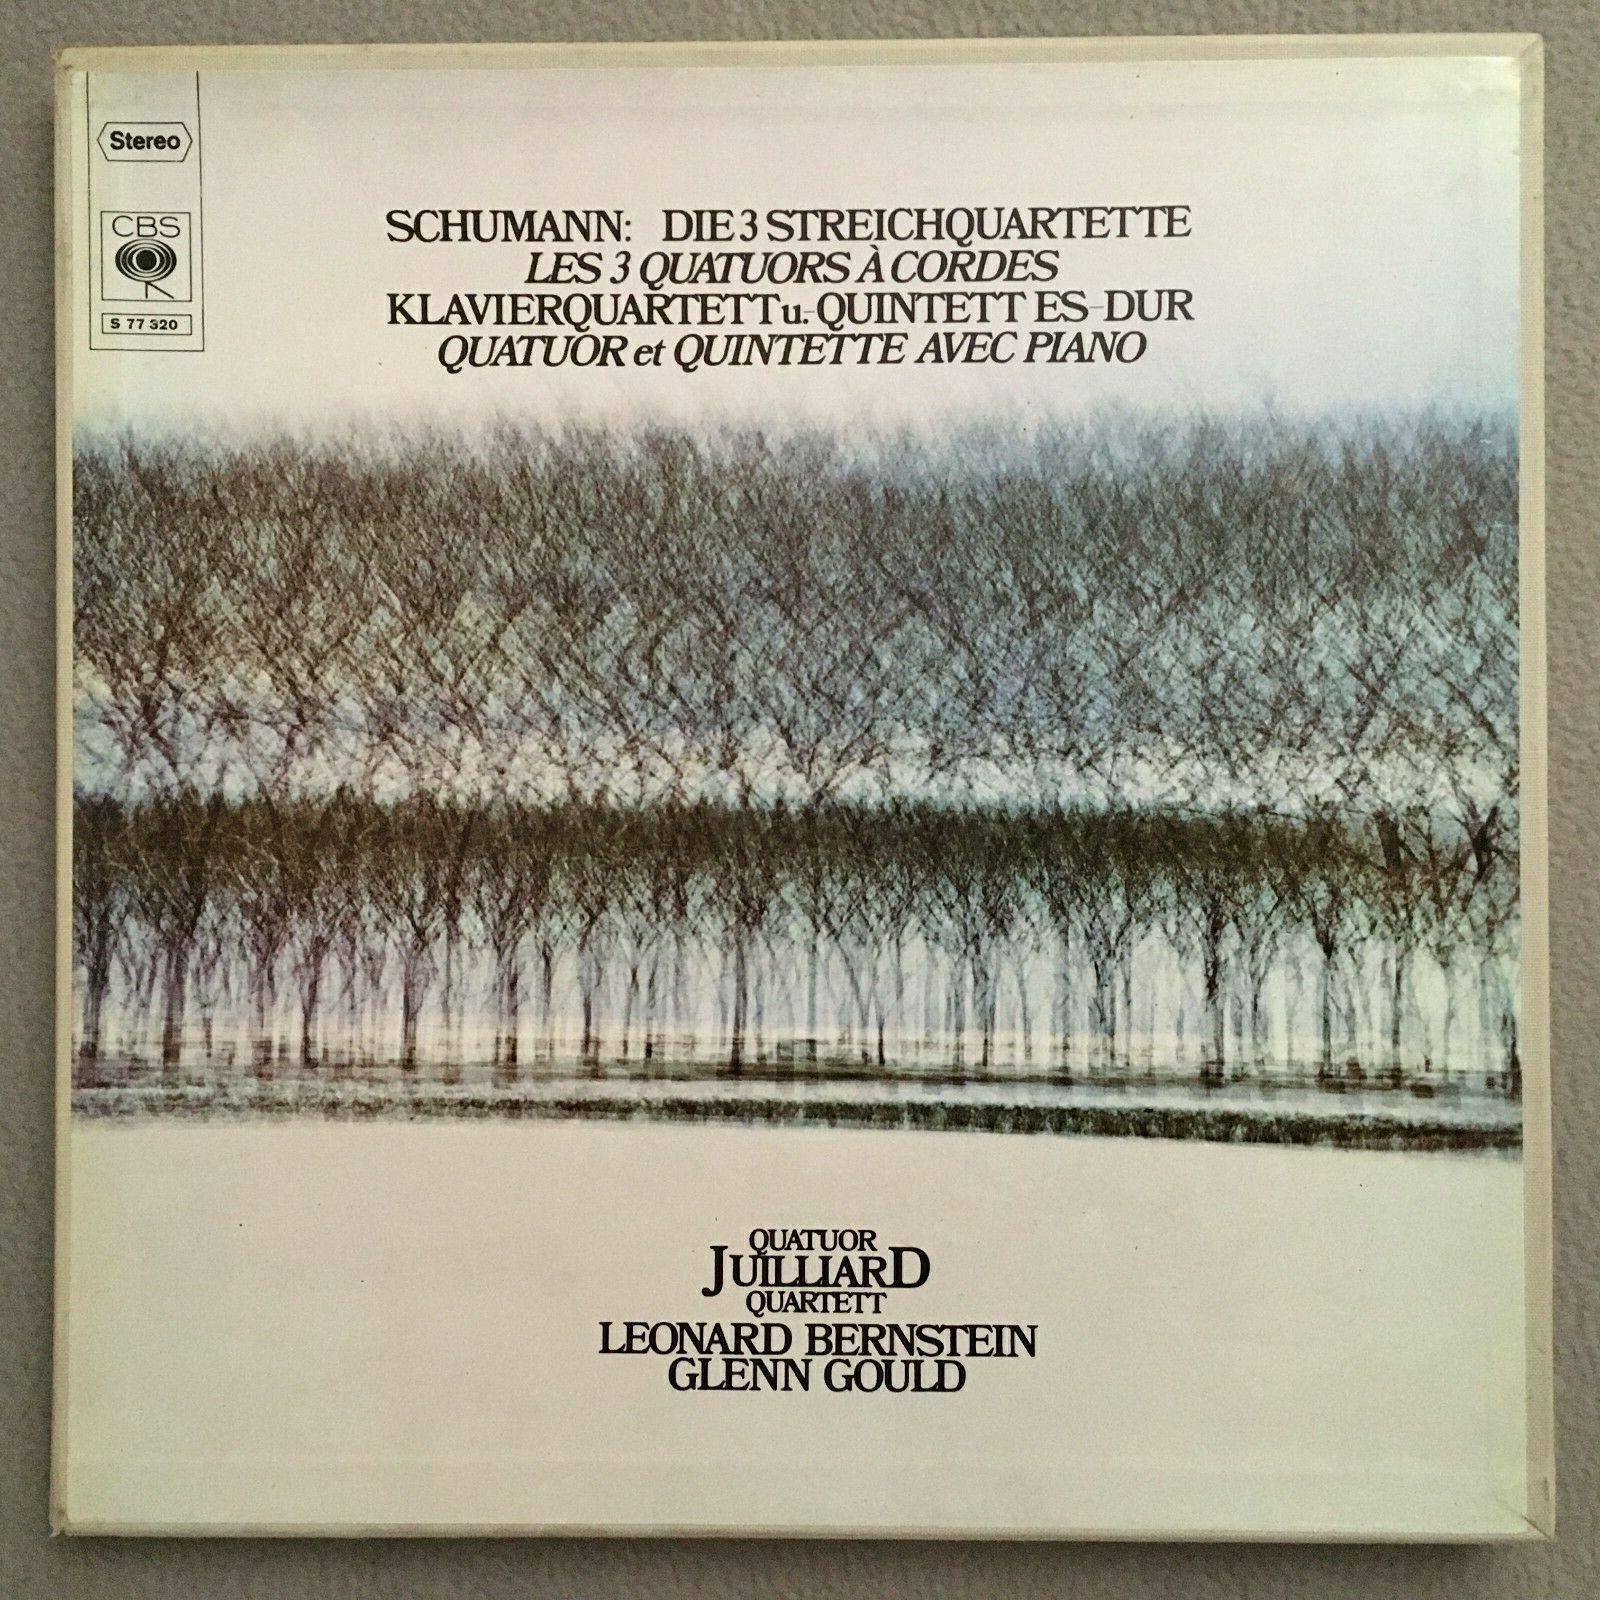 Stereo
CBS
S 77 320
SCHUMANN: DIE 3 STREICHQUARTETTE
LES 3 QUATUORS À CORDES
KLAVIERQUARTETT u.-QUINTETT ES-DUR
QUATUOR et QUINTETTE AVEC PIANO
QUATUOR
JUILLIARD
QUARTETT
LEONARD BERNSTEIN
GLENN GOULD